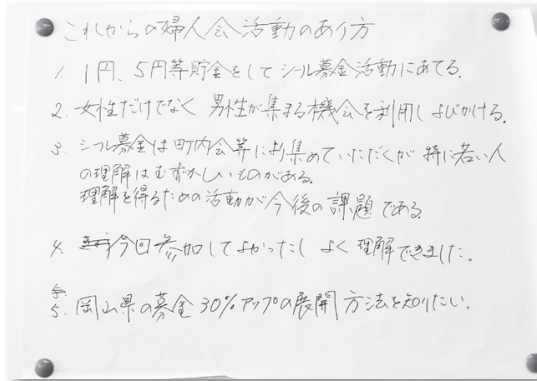 これからの婦人会活動のあり方
1. 1円、5円等貯金をしてシール募金活動にあてる。
2. 女性だけでなく 男性が集まる機会を利用しよびかける。
3. シール募金は町内会等により集めていただくが 特に若い人
の理解はむずかしいものがある。
理解を得るための活動が今後の課題である
4. 今回参加してよかったし よく理解できました。
5. 岡山県の募金30%アップの展開方法を知りたい。